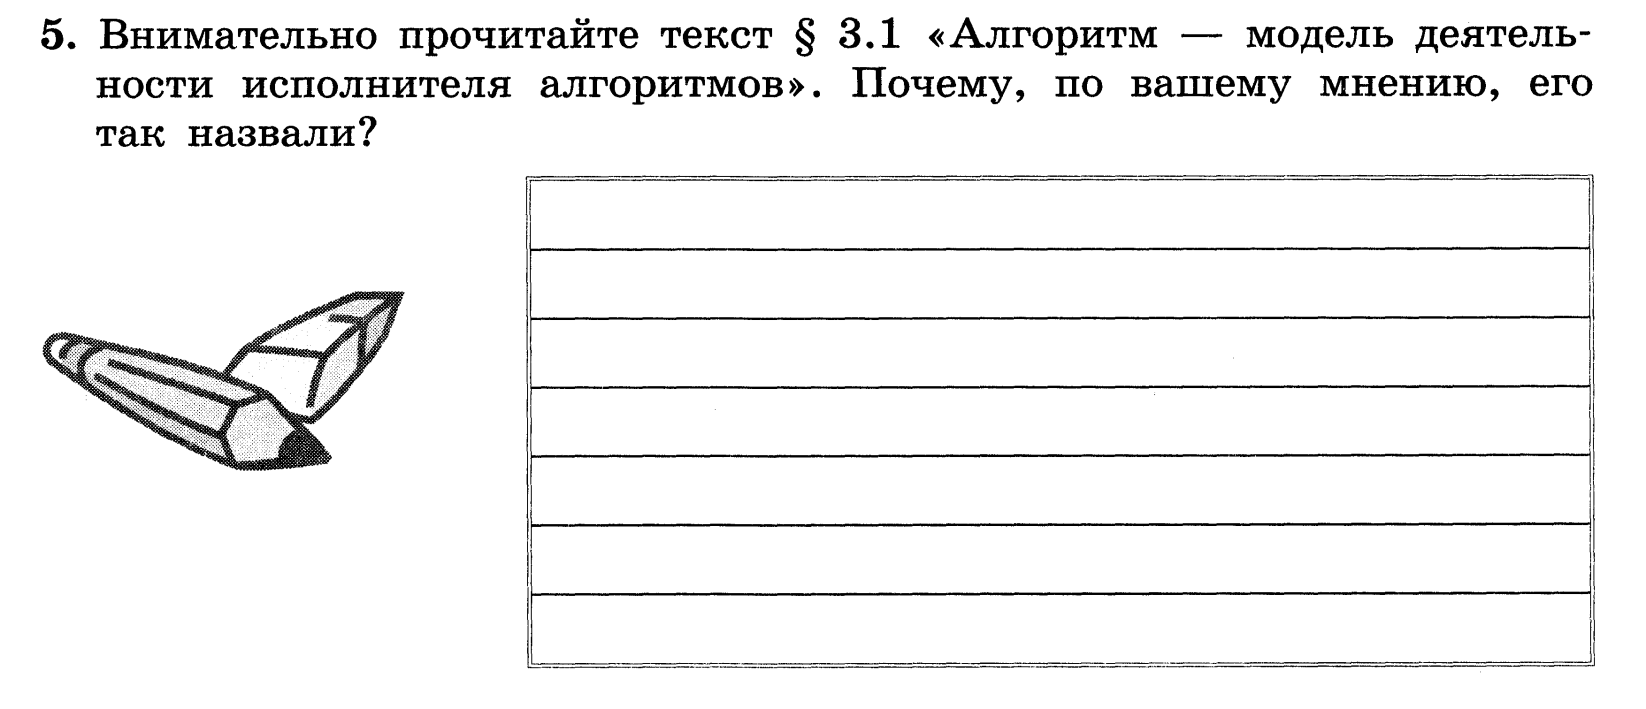 5. Внимательно прочитайте текст § 3.1 «Алгоритм — модель деятель-
ности исполнителя алгоритмов». Почему, по вашему мнению, его
так назвали?